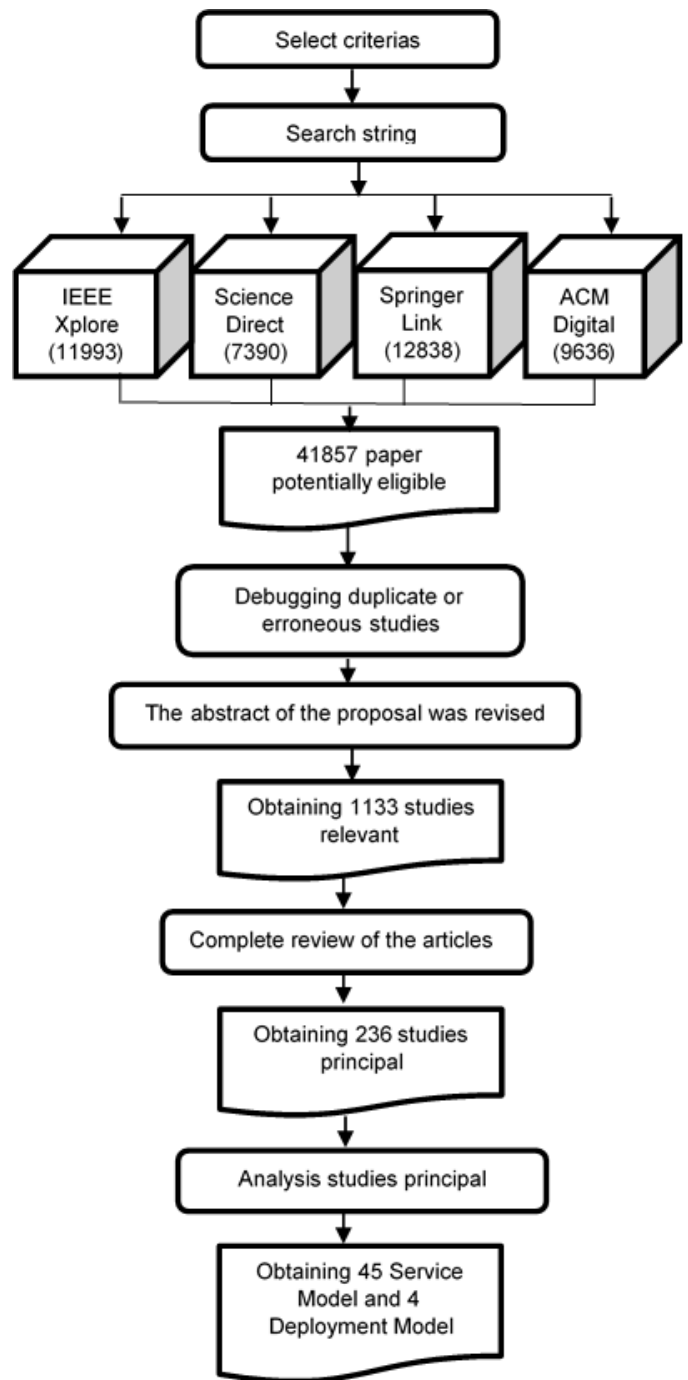 Select criterias
Search string
IEEE
Xplore
(11993)
Science
Direct
(7390)
Springer
Link
(12838)
ACM
Digital
(9636)
41857 paper
potentially eligible
Debugging duplicate or
erroneous studies
The abstract of the proposal was revised
Obtaining 1133 studies
relevant
Complete review of the articles
Obtaining 236 studies
principal
Analysis studies principal
Obtaining 45 Service
Model and 4
Deployment Model